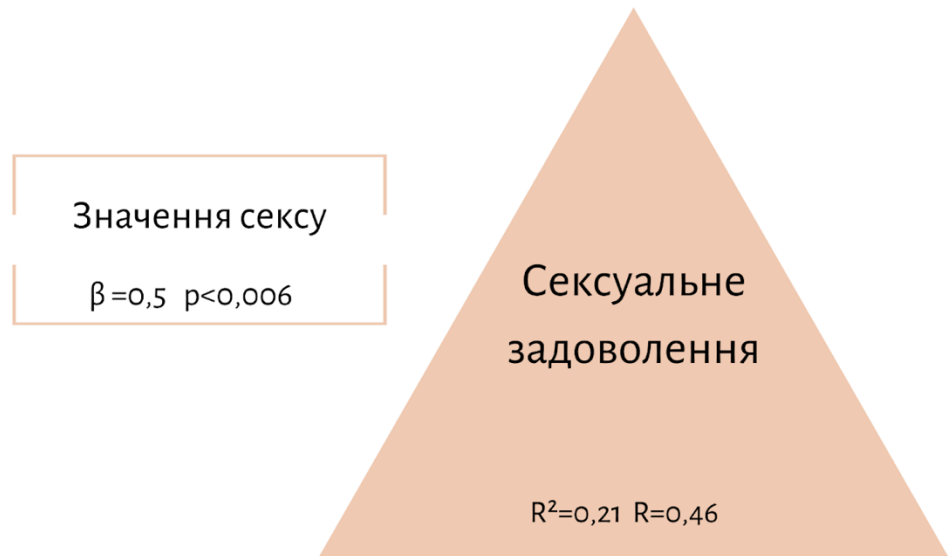 Значення сексу
β =0,5 p<0,006
Сексуальне
задоволення
R²=0,21 R=0,46